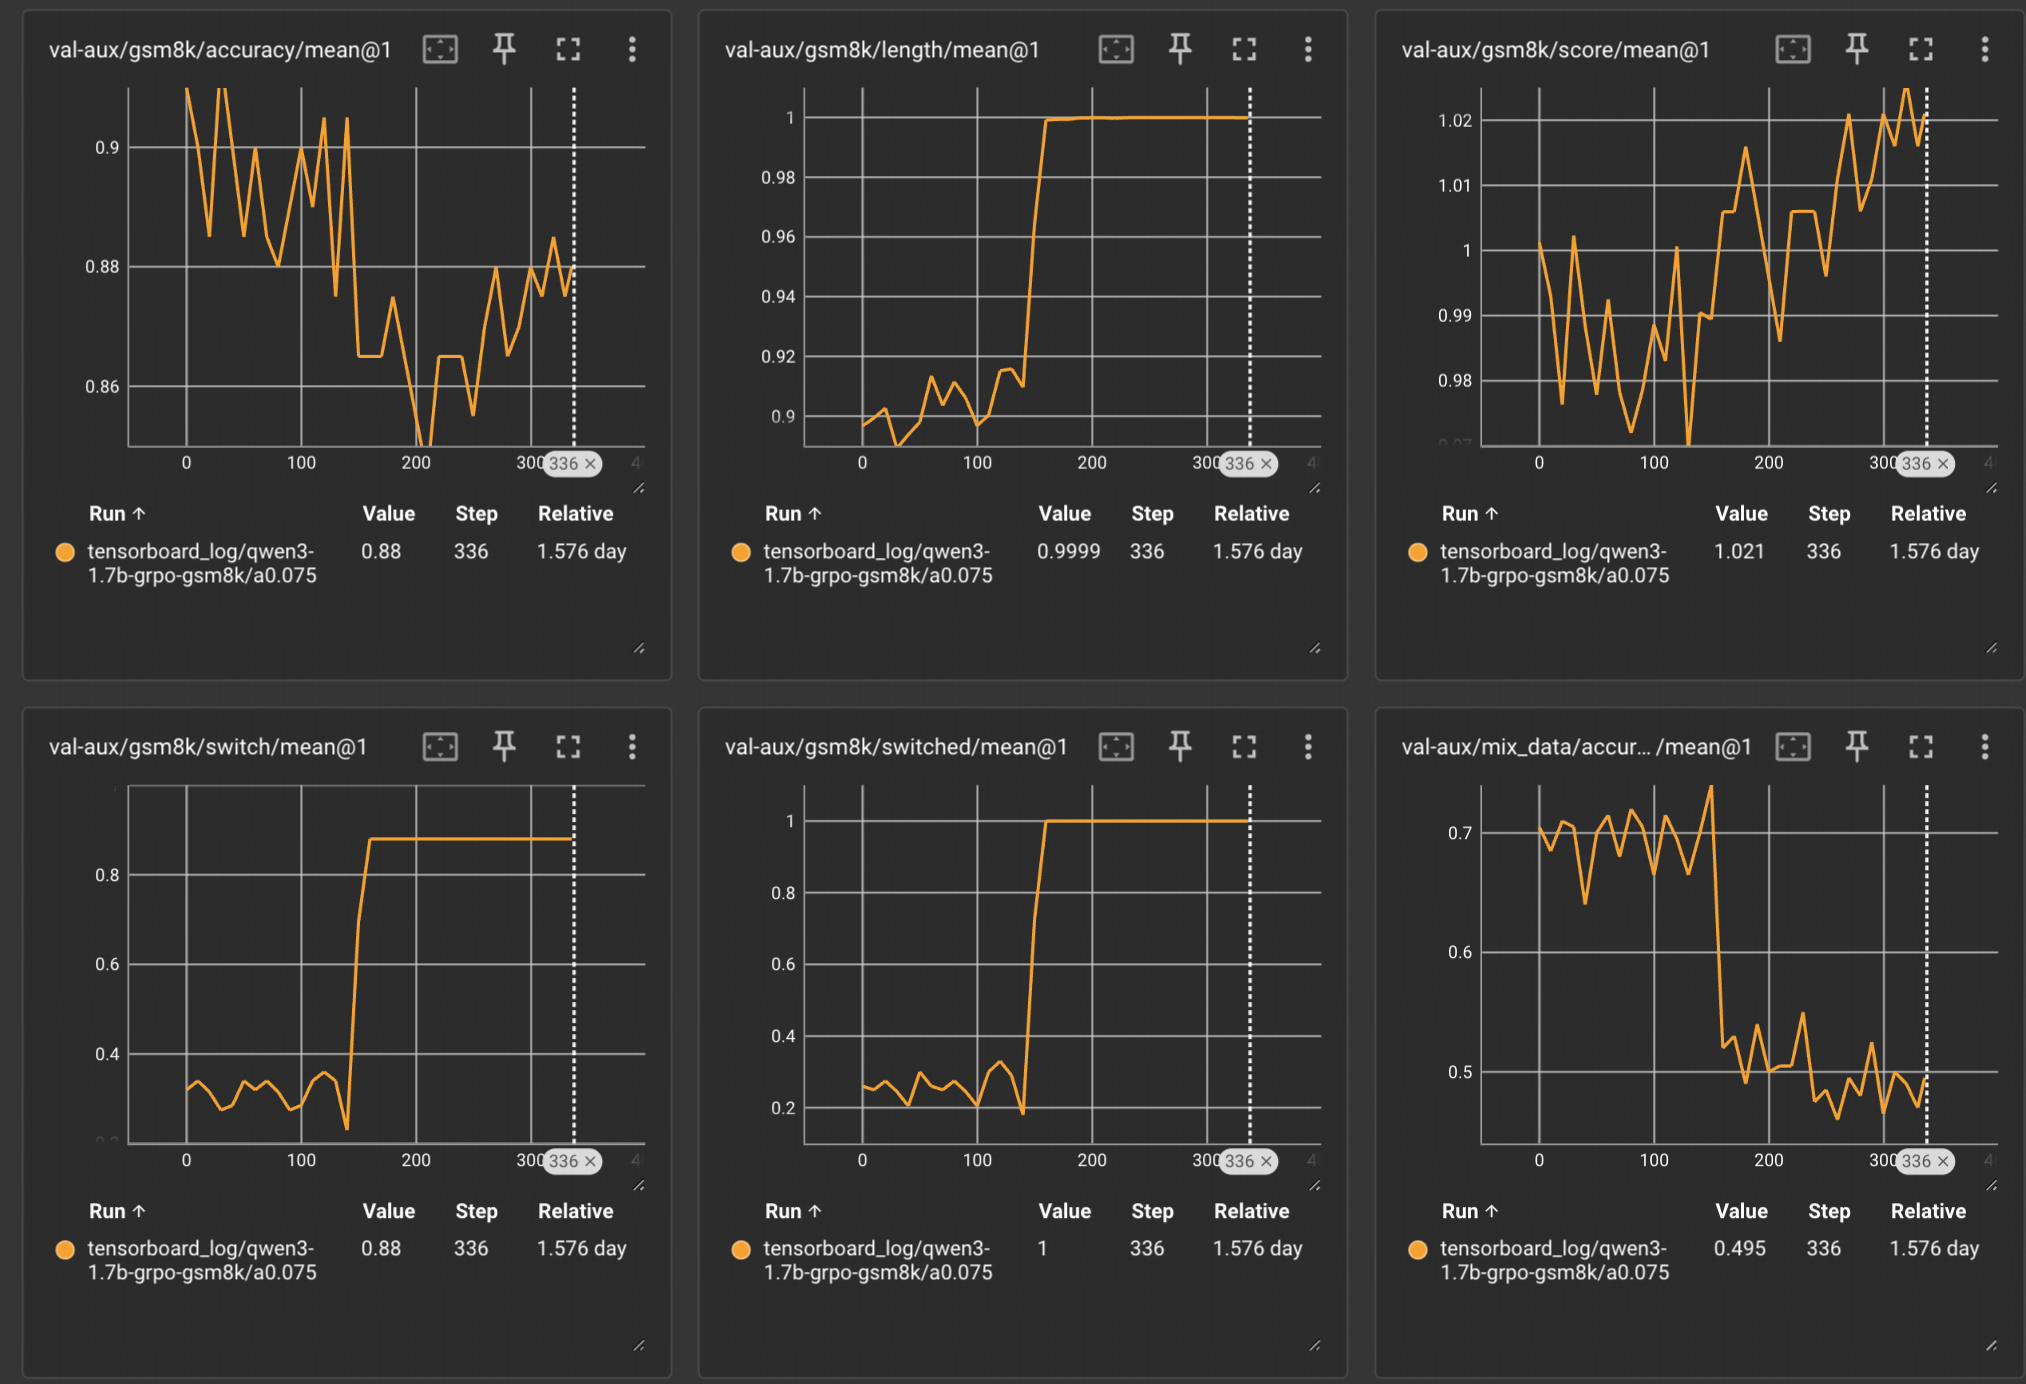 val-aux/gsm8k/accuracy/mean@1
0.9
0.88
0.86
0 100 200 300 336 ×
Run ↑ Value Step Relative
tensorboard_log/qwen3-1.7b-grpo-gsm8k/a0.075 0.88 336 1.576 day
val-aux/gsm8k/length/mean@1
1
0.98
0.96
0.94
0.92
0.9
0 100 200 300 336 ×
Run ↑ Value Step Relative
tensorboard_log/qwen3-1.7b-grpo-gsm8k/a0.075 0.9999 336 1.576 day
val-aux/gsm8k/score/mean@1
1.02
1.01
1
0.99
0.98
0 100 200 300 336 ×
Run ↑ Value Step Relative
tensorboard_log/qwen3-1.7b-grpo-gsm8k/a0.075 1.021 336 1.576 day
val-aux/gsm8k/switch/mean@1
0.8
0.6
0.4
0 100 200 300 336 ×
Run ↑ Value Step Relative
tensorboard_log/qwen3-1.7b-grpo-gsm8k/a0.075 0.88 336 1.576 day
val-aux/gsm8k/switched/mean@1
1
0.8
0.6
0.4
0.2
0 100 200 300 336 ×
Run ↑ Value Step Relative
tensorboard_log/qwen3-1.7b-grpo-gsm8k/a0.075 1 336 1.576 day
val-aux/mix_data/accur… /mean@1
0.7
0.6
0.5
0 100 200 300 336 ×
Run ↑ Value Step Relative
tensorboard_log/qwen3-1.7b-grpo-gsm8k/a0.075 0.495 336 1.576 day